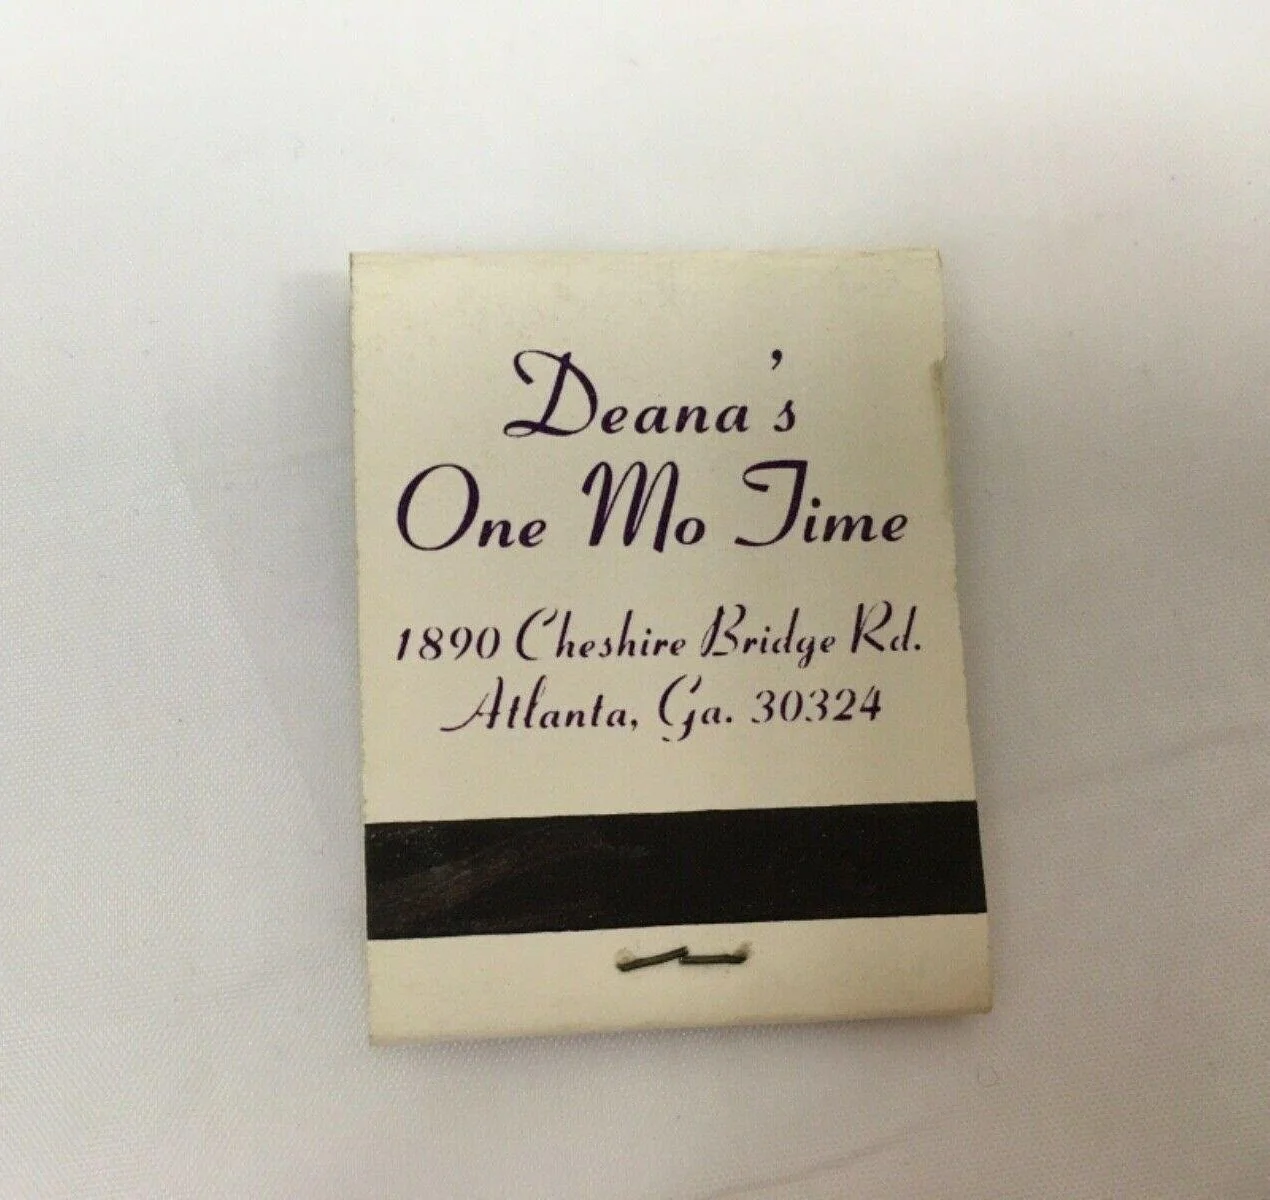 Deana's
One Mo Time
1890 Cheshire Bridge Rd.
Atlanta, Ga. 30324